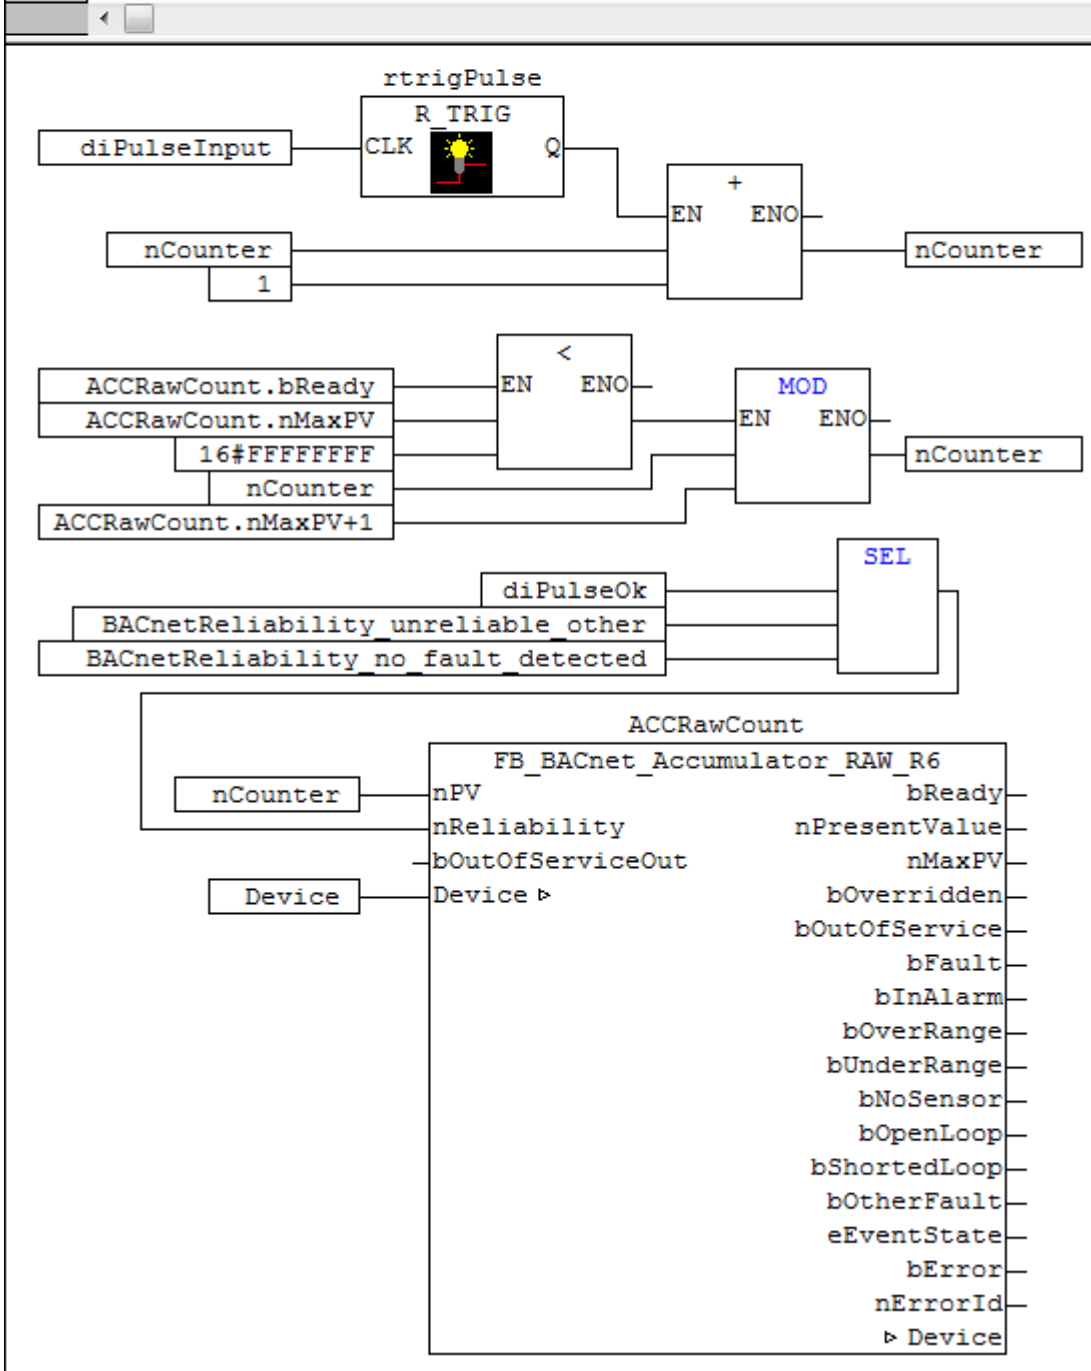 rtrigPulse
R_TRIG
diPulseInput
CLK
Q
+
EN
ENO
nCounter
nCounter
1
<
ACCRawCount.bReady
EN
ENO
MOD
ACCRawCount.nMaxPV
EN
ENO
16#FFFFFFFF
nCounter
nCounter
ACCRawCount.nMaxPV+1
SEL
diPulseOk
BACnetReliability_unreliable_other
BACnetReliability_no_fault_detected
ACCRawCount
FB_BACnet_Accumulator_RAW_R6
nCounter
nPV
bReady
nReliability
nPresentValue
bOutOfServiceOut
nMaxPV
Device
Device
bOverridden
bOutOfService
bFault
bInAlarm
bOverRange
bUnderRange
bNoSensor
bOpenLoop
bShortedLoop
bOtherFault
eEventState
bError
nErrorId
Device